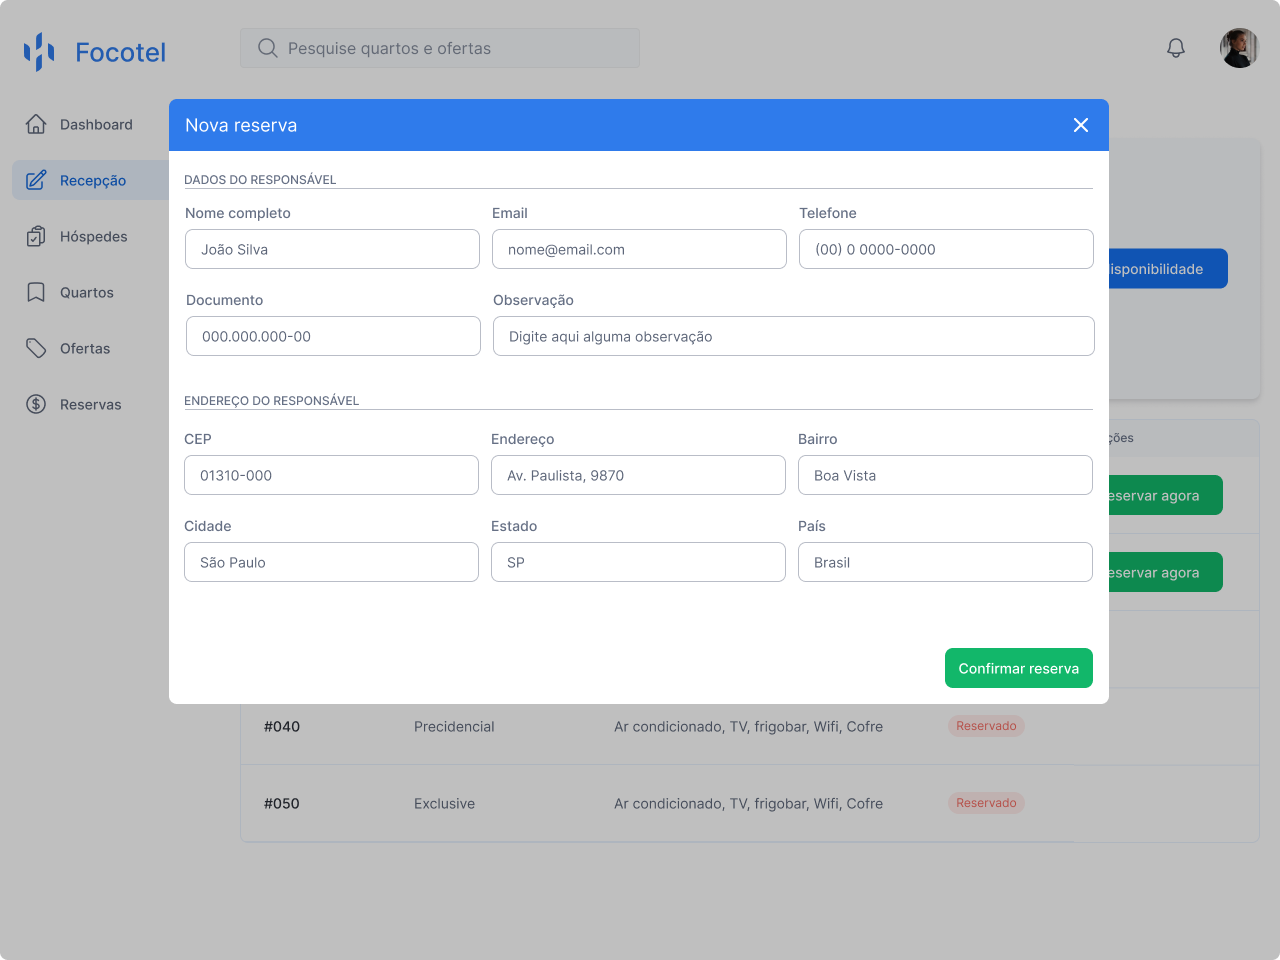 Focotel
Pesquise quartos e ofertas
Dashboard
Recepção
Hóspedes
Quartos
Ofertas
Reservas
Nova reserva
DADOS DO RESPONSÁVEL
Nome completo Email Telefone
João Silva nome@email.com (00) 0 0000-0000
Documento Observação
000.000.000-00 Digite aqui alguma observação
ENDEREÇO DO RESPONSÁVEL
CEP Endereço Bairro
01310-000 Av. Paulista, 9870 Boa Vista
Cidade Estado País
São Paulo SP Brasil
Confirmar reserva
isponibilidade
ções
eservar agora
eservar agora
#040 Precidencial Ar condicionado, TV, frigobar, Wifi, Cofre Reservado
#050 Exclusive Ar condicionado, TV, frigobar, Wifi, Cofre Reservado